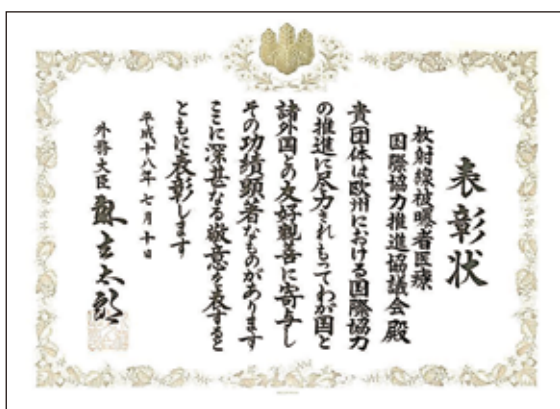 表彰状
放射線被曝者医療
国際協力推進協議会殿
貴団体は欧州における国際協力
の推進に尽力されもってわが国と
諸外国との友好親善に寄与し
その功績顕著なものがあります
ここに深甚なる敬意を表すると
ともに表彰します
平成十八年七月十日
外務大臣 麻生太郎